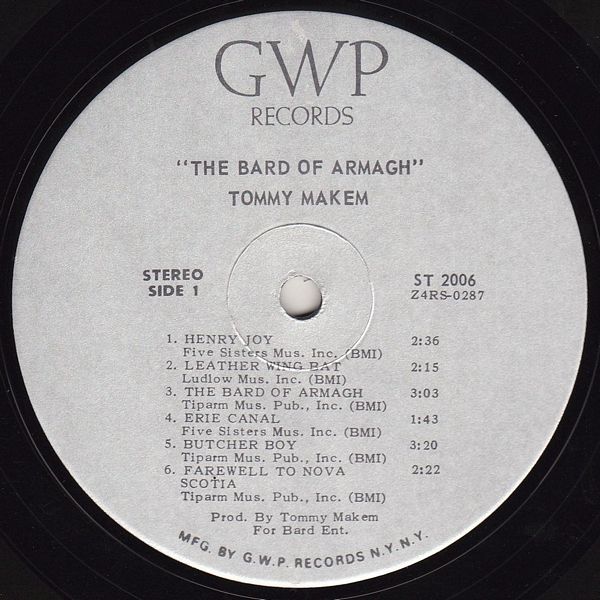 GWP
RECORDS
"THE BARD OF ARMAGH"
TOMMY MAKEM
STEREO
SIDE 1
ST 2006
Z4RS-0287
1. HENRY JOY 2:36
Five Sisters Mus. Inc. (BMI)
2. LEATHER WING BAT 2:15
Ludlow Mus. Inc. (BMI)
3. THE BARD OF ARMAGH 3:03
Tiparm Mus. Pub., Inc. (BMI)
4. ERIE CANAL 1:43
Five Sisters Mus. Inc. (BMI)
5. BUTCHER BOY 3:20
Tiparm Mus. Pub., Inc. (BMI)
6. FAREWELL TO NOVA 2:22
SCOTIA
Tiparm Mus. Pub., Inc. (BMI)
Prod. By Tommy Makem
For Bard Ent.
MFG. BY G.W.P. RECORDS N.Y.N.Y.